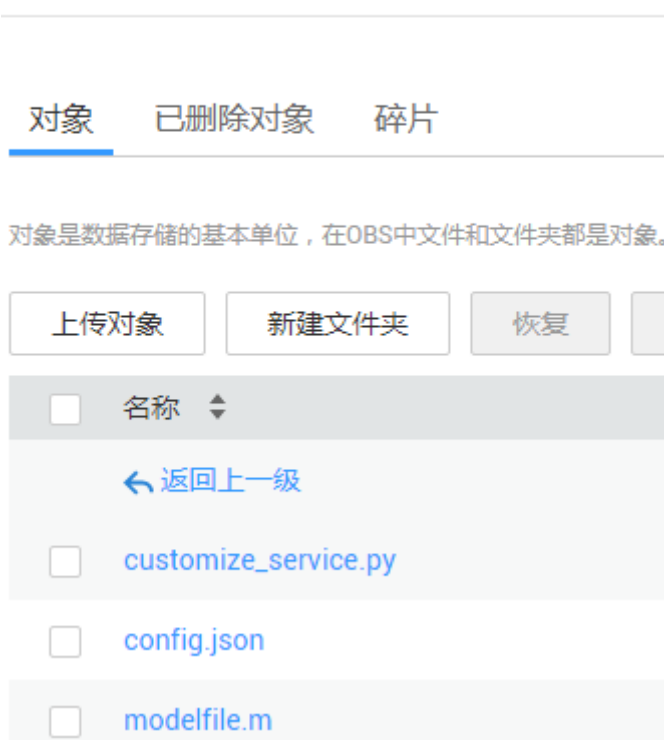 对象 已删除对象 碎片
对象是数据存储的基本单位，在OBS中文件和文件夹都是对象。
上传对象 新建文件夹 恢复
名称
返回上一级
customize_service.py
config.json
modelfile.m